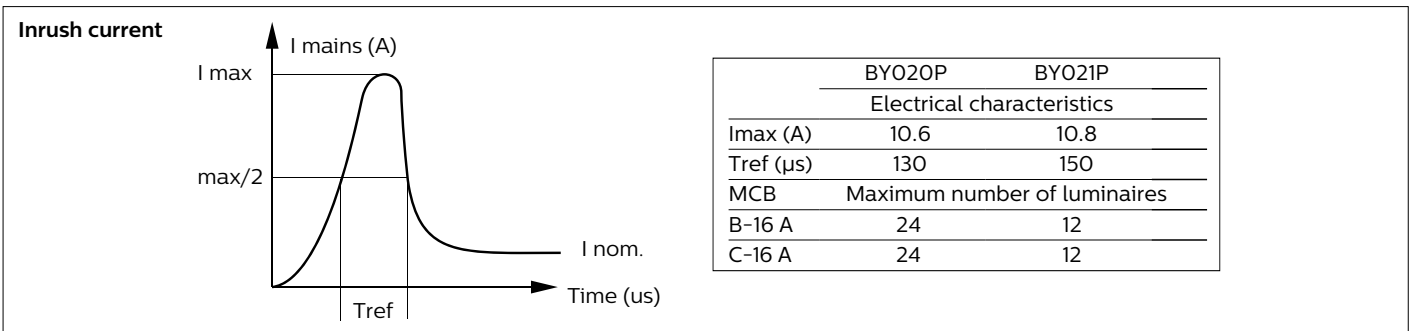 Inrush current
I mains (A)
I max
max/2
I nom.
Time (us)
Tref
BY020P BY021P
Electrical characteristics
Imax (A) 10.6 10.8
Tref (µs) 130 150
MCB Maximum number of luminaires
B-16 A 24 12
C-16 A 24 12